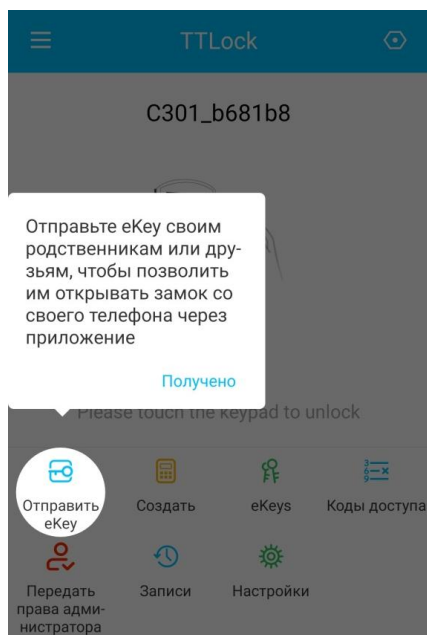 TTLock
C301_b681b8
Отправьте eKey своим
родственникам или дру-
зьям, чтобы позволить
им открывать замок со
своего телефона через
приложение
Получено
Please touch the keypad to unlock
Отправить
eKey
Создать
eKeys
Коды доступа
Передать
права адми-
нистратора
Записи
Настройки